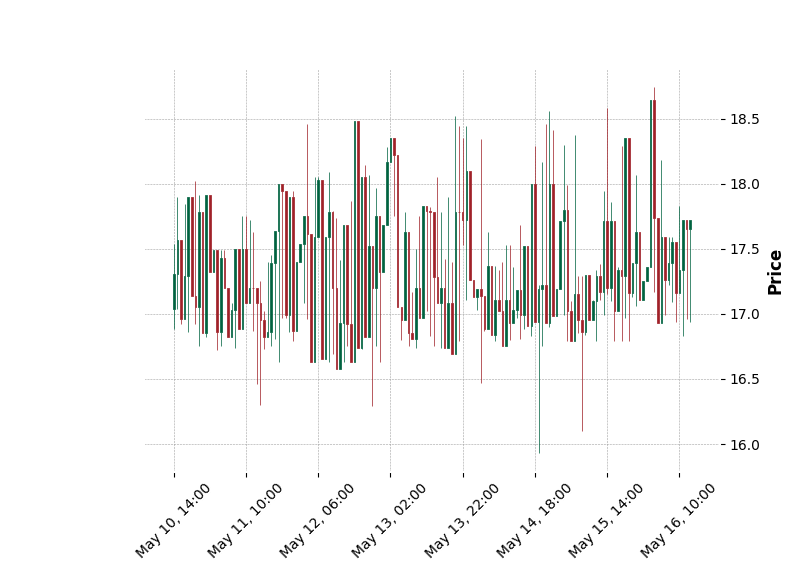 18.5
18.0
17.5
17.0
16.5
16.0
Price
May 10, 14:00
May 11, 10:00
May 12, 06:00
May 13, 02:00
May 13, 22:00
May 14, 18:00
May 15, 14:00
May 16, 10:00